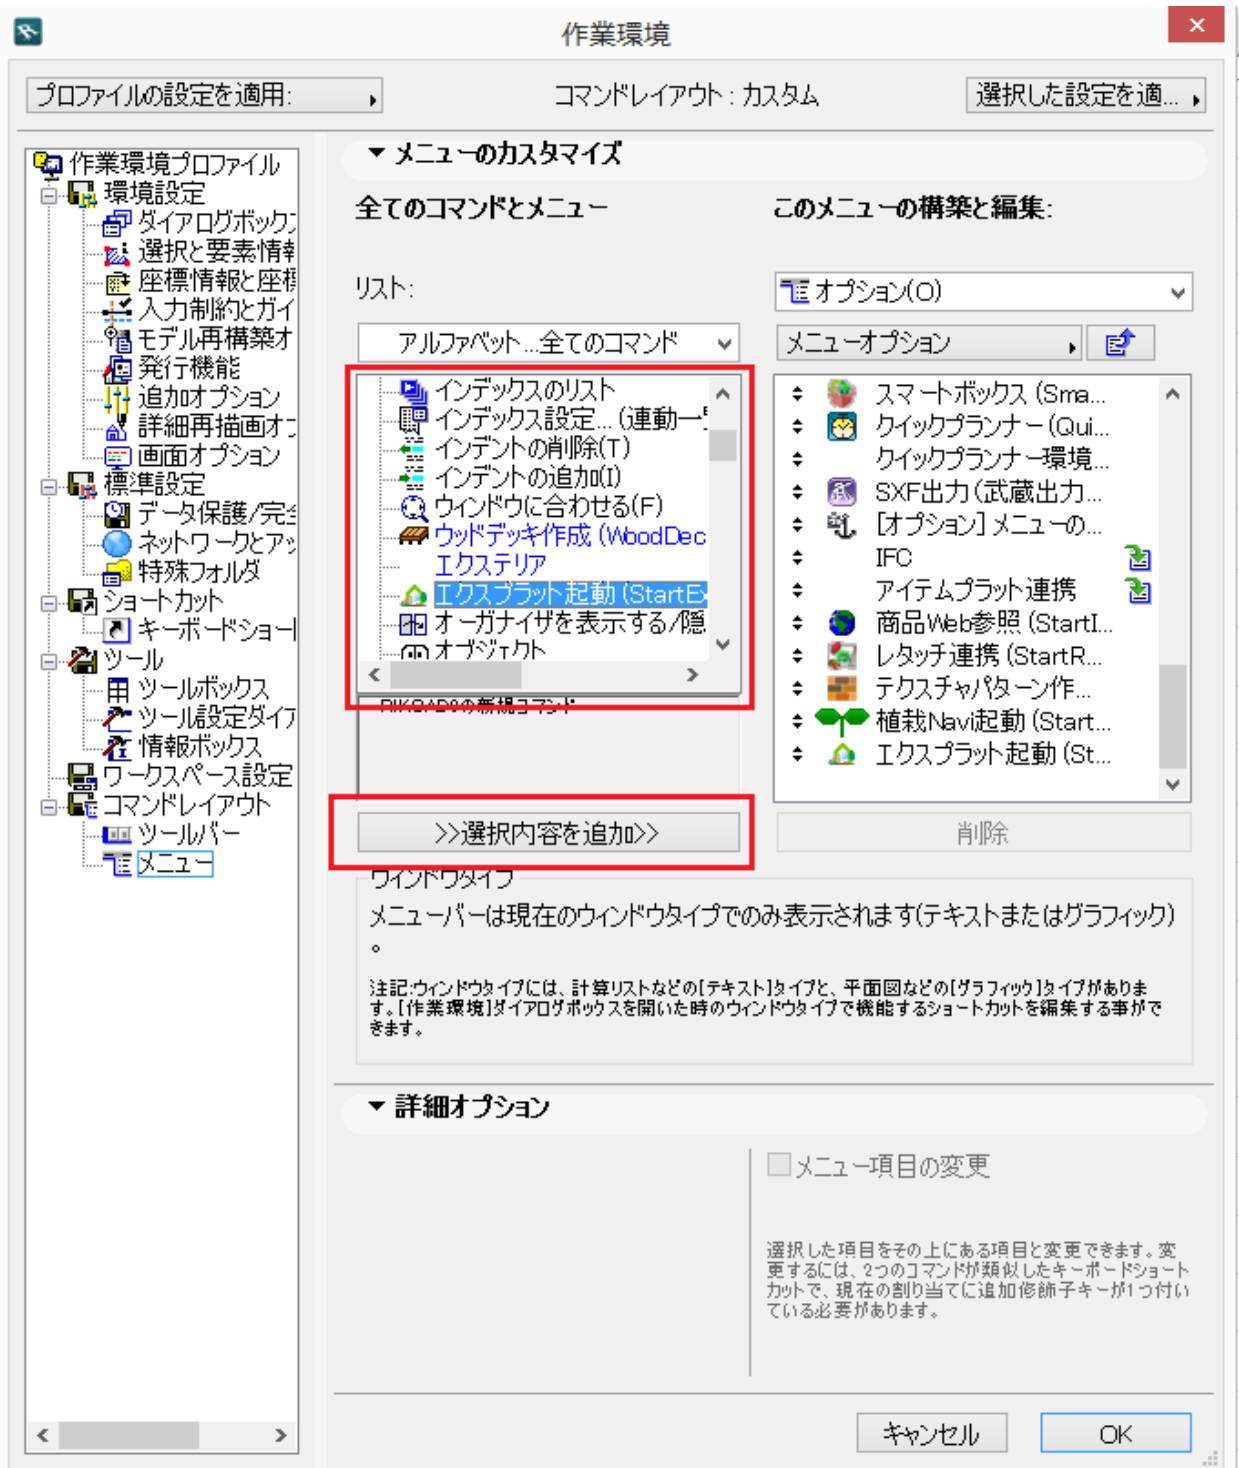 作業環境
プロファイルの設定を適用:
コマンドレイアウト : カスタム
選択した設定を適...
作業環境プロファイル
環境設定
ダイアログボックス
選択と要素情報
座標情報と座標
入力制約とガイ
モデル再構築オ
発行機能
追加オプション
詳細再描画オプ
画面オプション
標準設定
データ保護/完全
ネットワークとアッ
特殊フォルダ
ショートカット
キーボードショート
ツール
ツールボックス
ツール設定ダイア
情報ボックス
ワークスペース設定
コマンドレイアウト
ツールバー
メニュー
メニューのカスタマイズ
全てのコマンドとメニュー
リスト:
アルファベット...全てのコマンド
インデックスのリスト
インデックス設定... (連動一覧
インデントの削除(T)
インデントの追加(I)
ウィンドウに合わせる(F)
ウッドデッキ作成 (WoodDec
エクステリア
エクスプラット起動 (StartEx
オーガナイザを表示する/隠
オブジェクト
RIKCAD8の新規コマンド
>>選択内容を追加>>
このメニューの構築と編集:
オプション(O)
メニューオプション
スマートボックス (Sma...
クイックプランナー (Qui...
クイックプランナー環境...
SXF出力 (武蔵出力...
[オプション] メニューの...
IFC
アイテムプラット連携
商品Web参照 (StartI...
レタッチ連携 (StartR...
テクスチャパターン作...
植栽Navi起動 (Start...
エクスプラット起動 (St...
削除
ウィンドウタイプ
メニューバーは現在のウィンドウタイプでのみ表示されます(テキストまたはグラフィック)
。
注記:ウィンドウタイプには、計算リストなどの[テキスト]タイプと、平面図などの[グラフィック]タイプがありま
す。[作業環境]ダイアログボックスを開いた時のウィンドウタイプで機能するショートカットを編集する事がで
きます。
詳細オプション
メニュー項目の変更
選択した項目をその上にある項目と変更できます。変
更するには、2つのコマンドが類似したキーボードショート
カットで、現在の割り当てに追加修飾子キーが1つ付い
ている必要があります。
キャンセル
OK